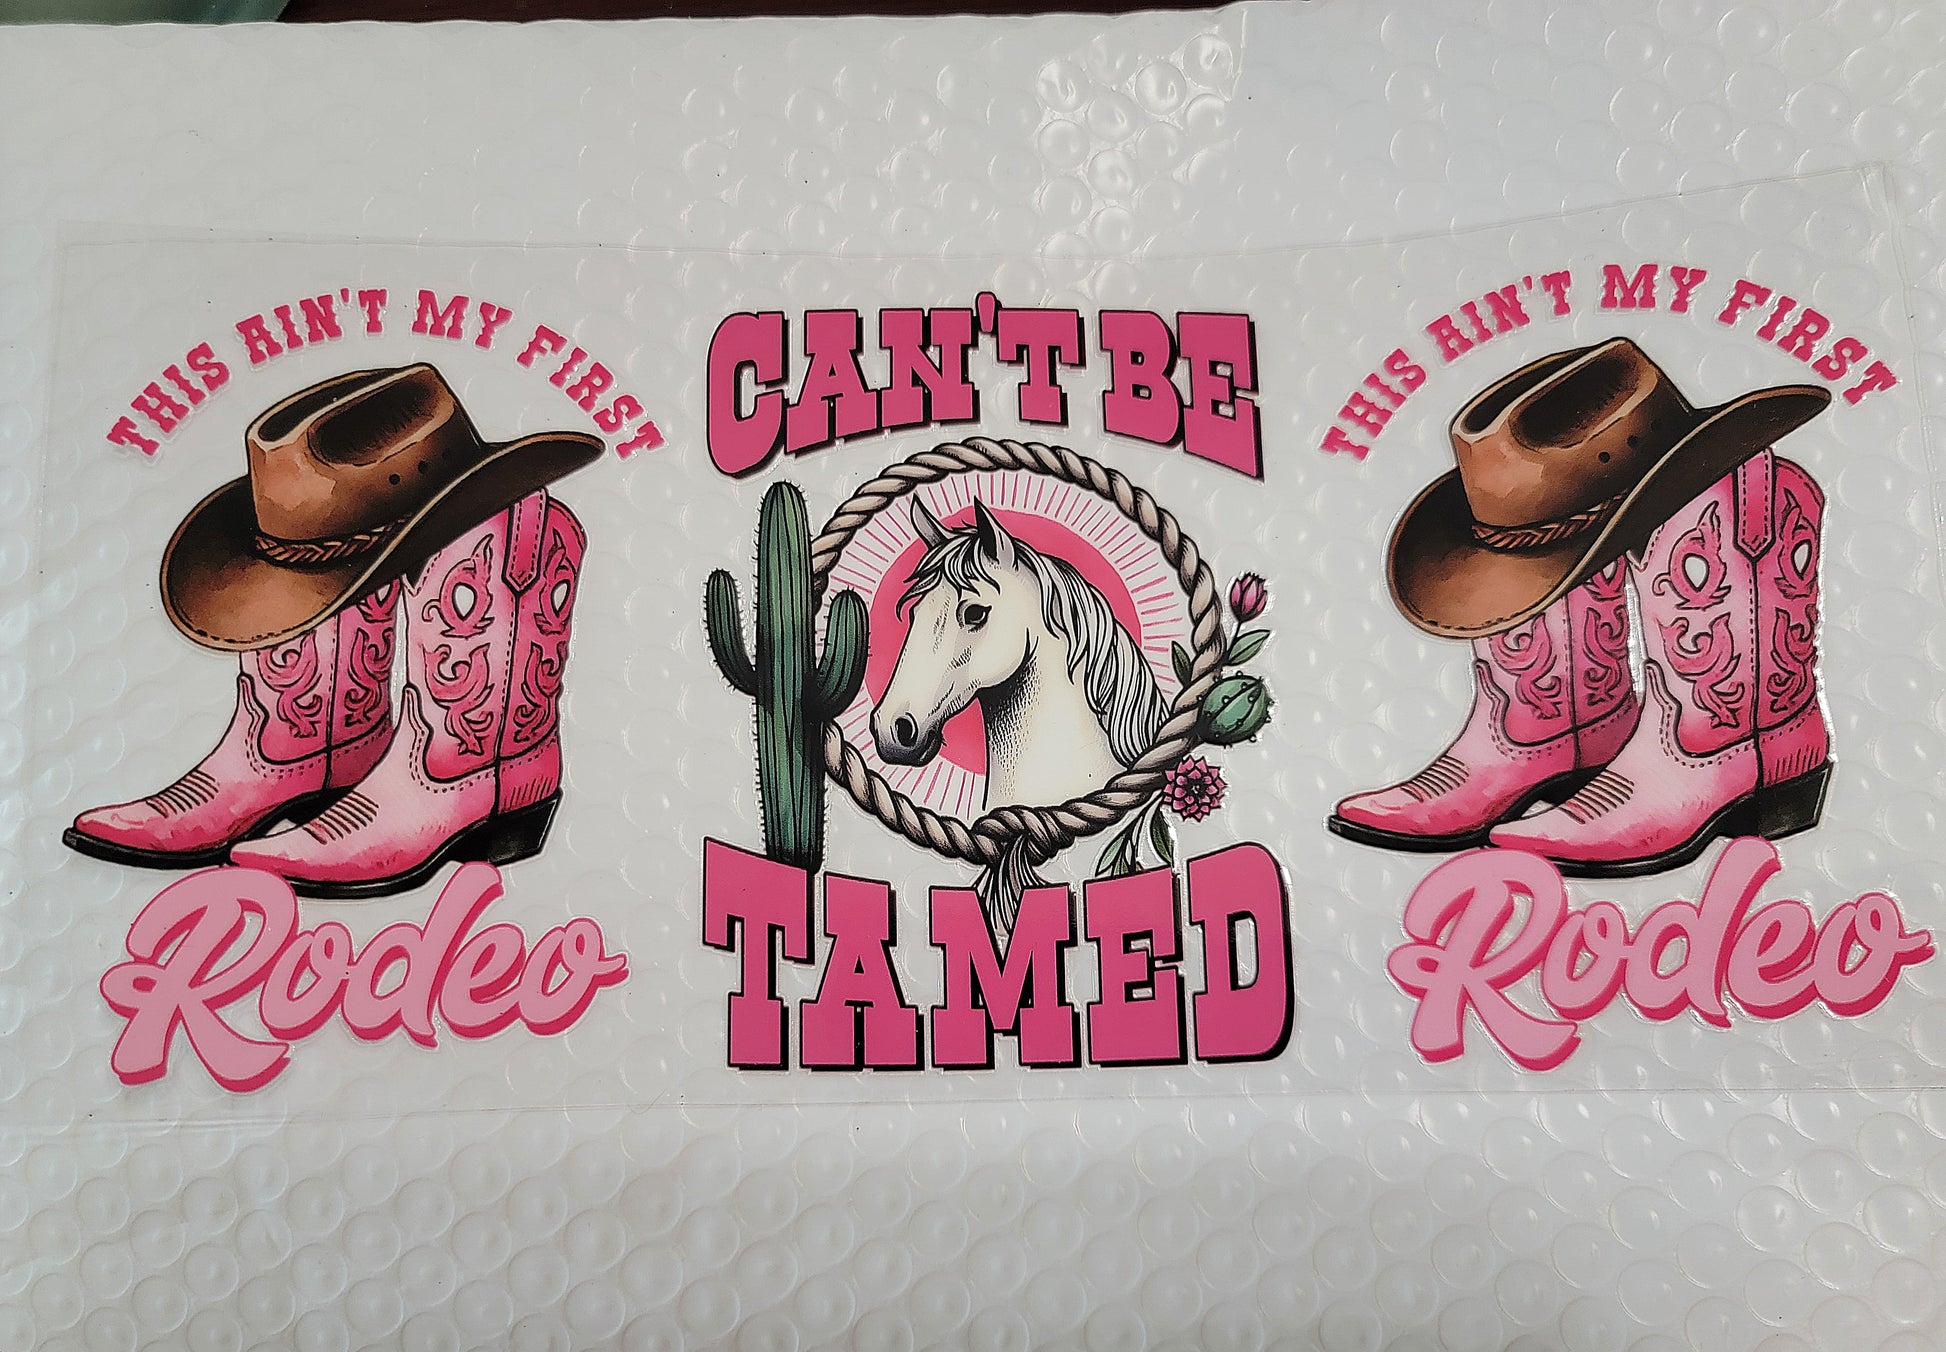 THIS AIN'T MY FIRST
Rodeo
CAN'T BE
TAMED
THIS AIN'T MY FIRST
Rodeo